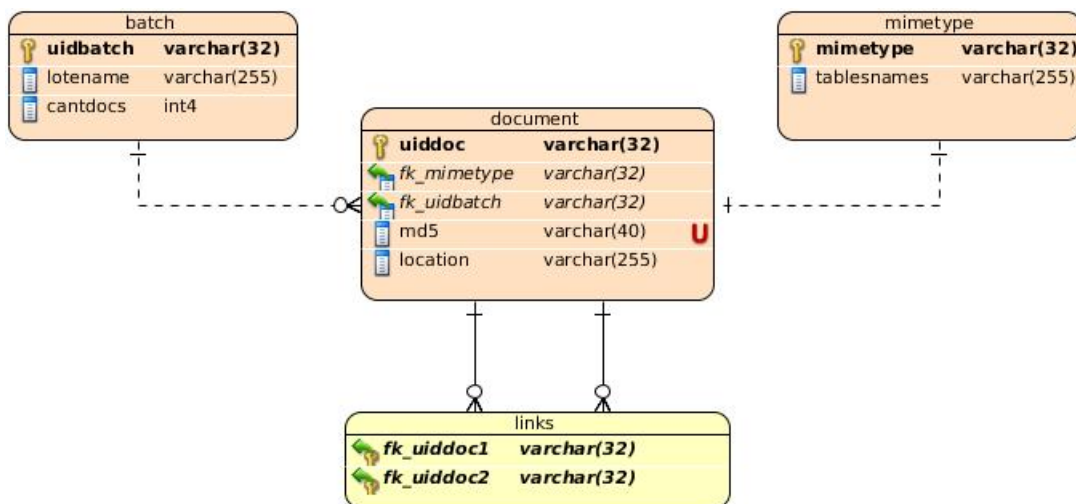 batch
uidbatch varchar(32)
lotename varchar(255)
cantdocs int4
mimetype
mimetype varchar(32)
tablesnames varchar(255)
document
uiddoc varchar(32)
fk_mimetype varchar(32)
fk_uidbatch varchar(32)
md5 varchar(40) U
location varchar(255)
links
fk_uiddoc1 varchar(32)
fk_uiddoc2 varchar(32)